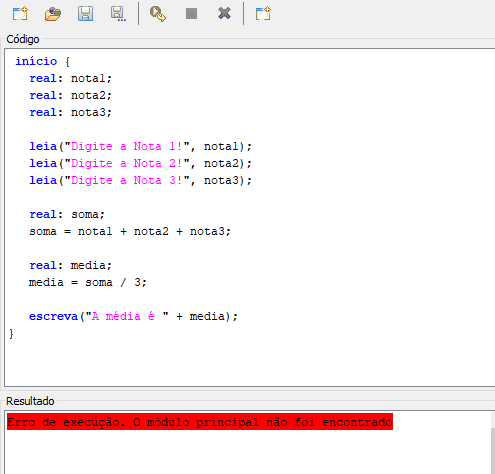 Código
início {
real: nota1;
real: nota2;
real: nota3;
leia("Digite a Nota 1!", nota1);
leia("Digite a Nota 2!", nota2);
leia("Digite a Nota 3!", nota3);
real: soma;
soma = nota1 + nota2 + nota3;
real: media;
media = soma / 3;
escreva("A média é " + media);
}
Resultado
Erro de execução. O módulo principal não foi encontrado